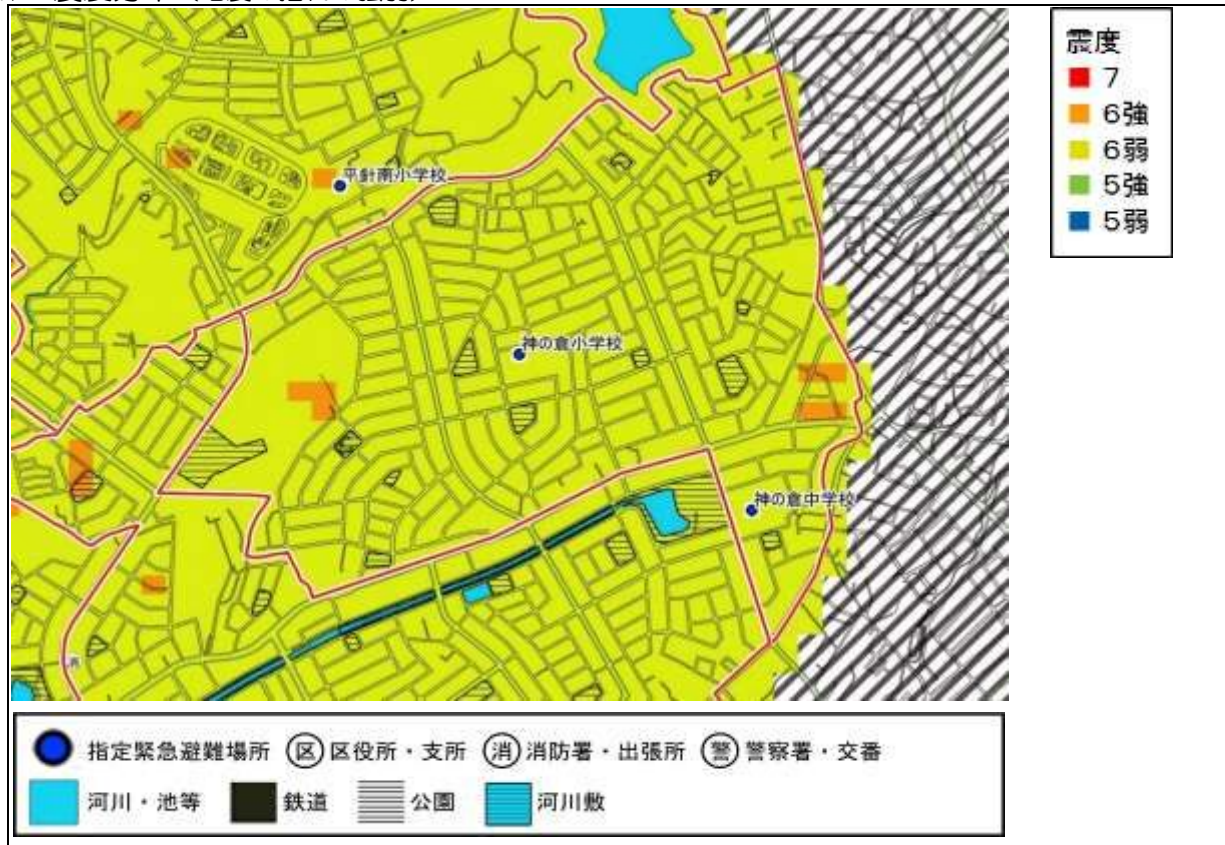 震度
7
6強
6弱
5強
5弱
平針南小学校
神の倉小学校
神の倉中学校
消
指定緊急避難場所 区 区役所・支所 消 消防署・出張所 警 警察署・交番
河川・池等 鉄道 公園 河川敷